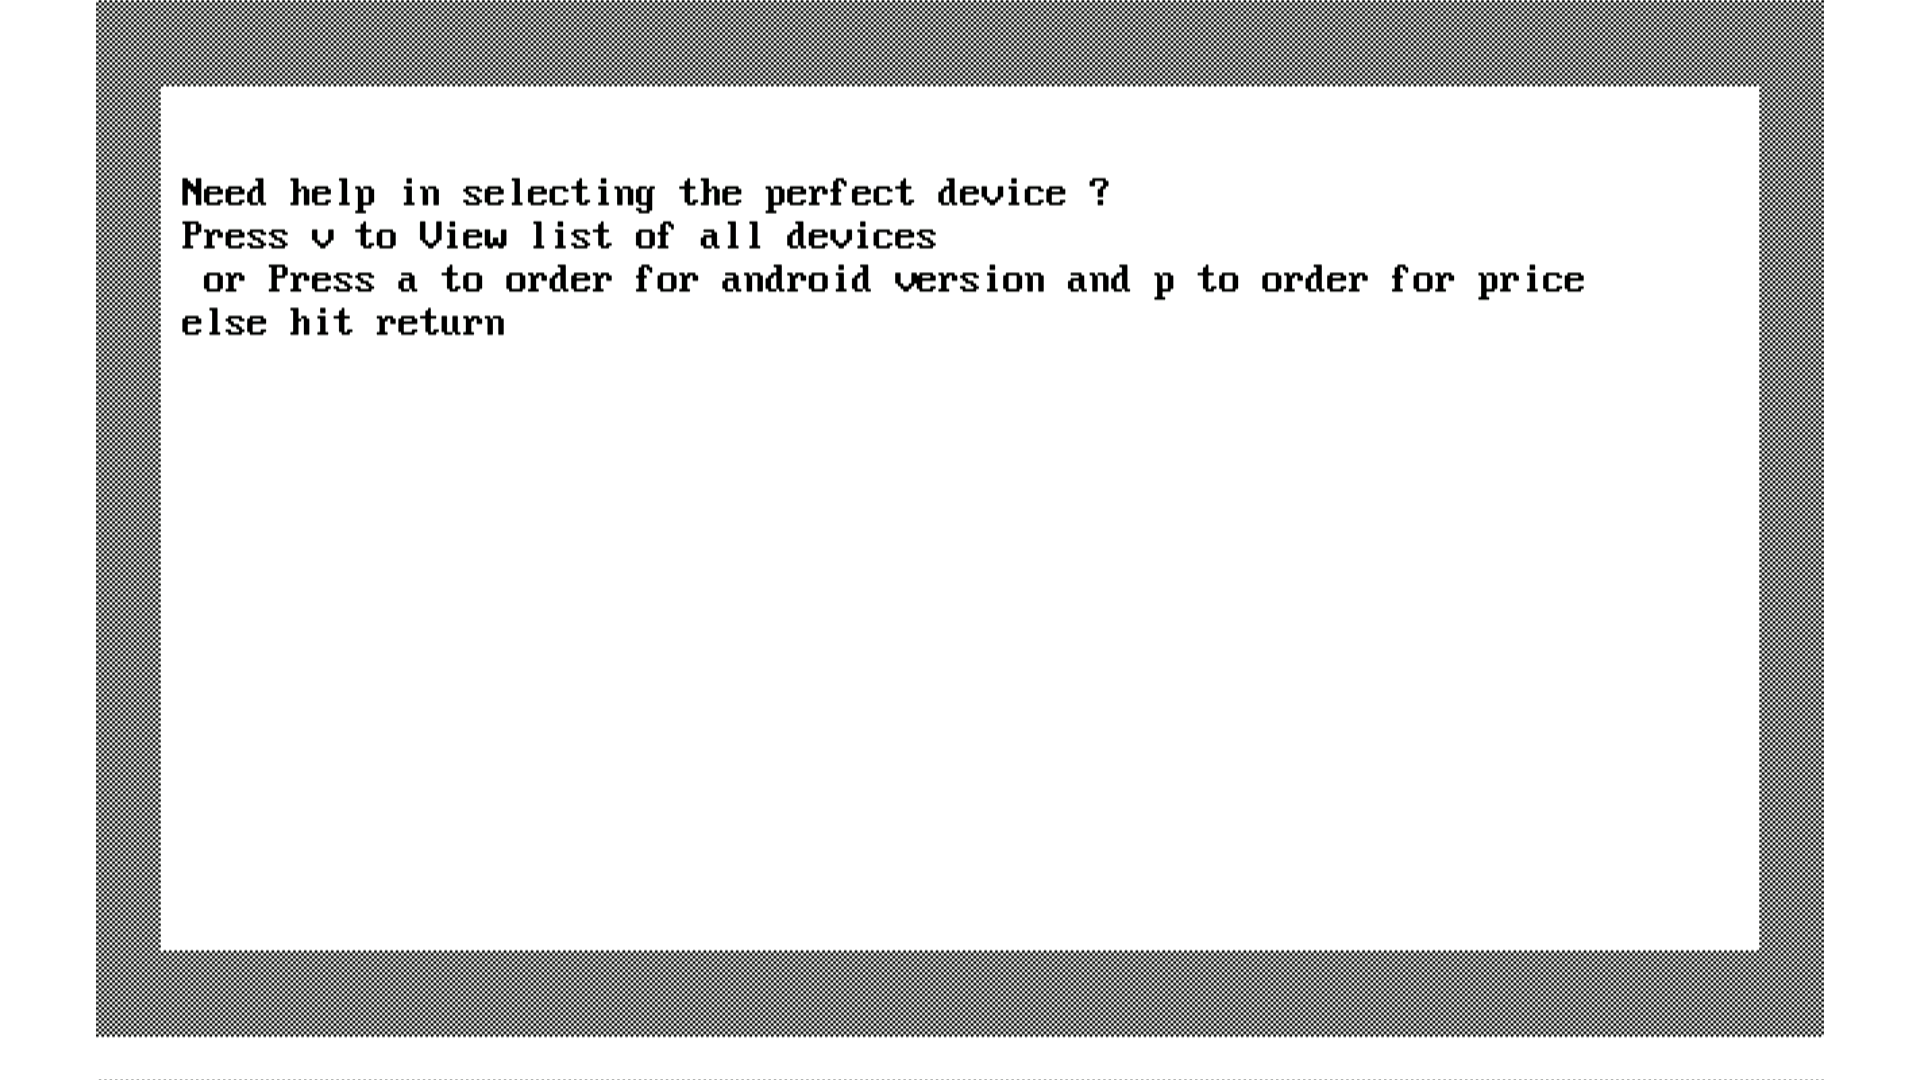 Need help in selecting the perfect device ?
Press v to View list of all devices
or Press a to order for android version and p to order for price
else hit return